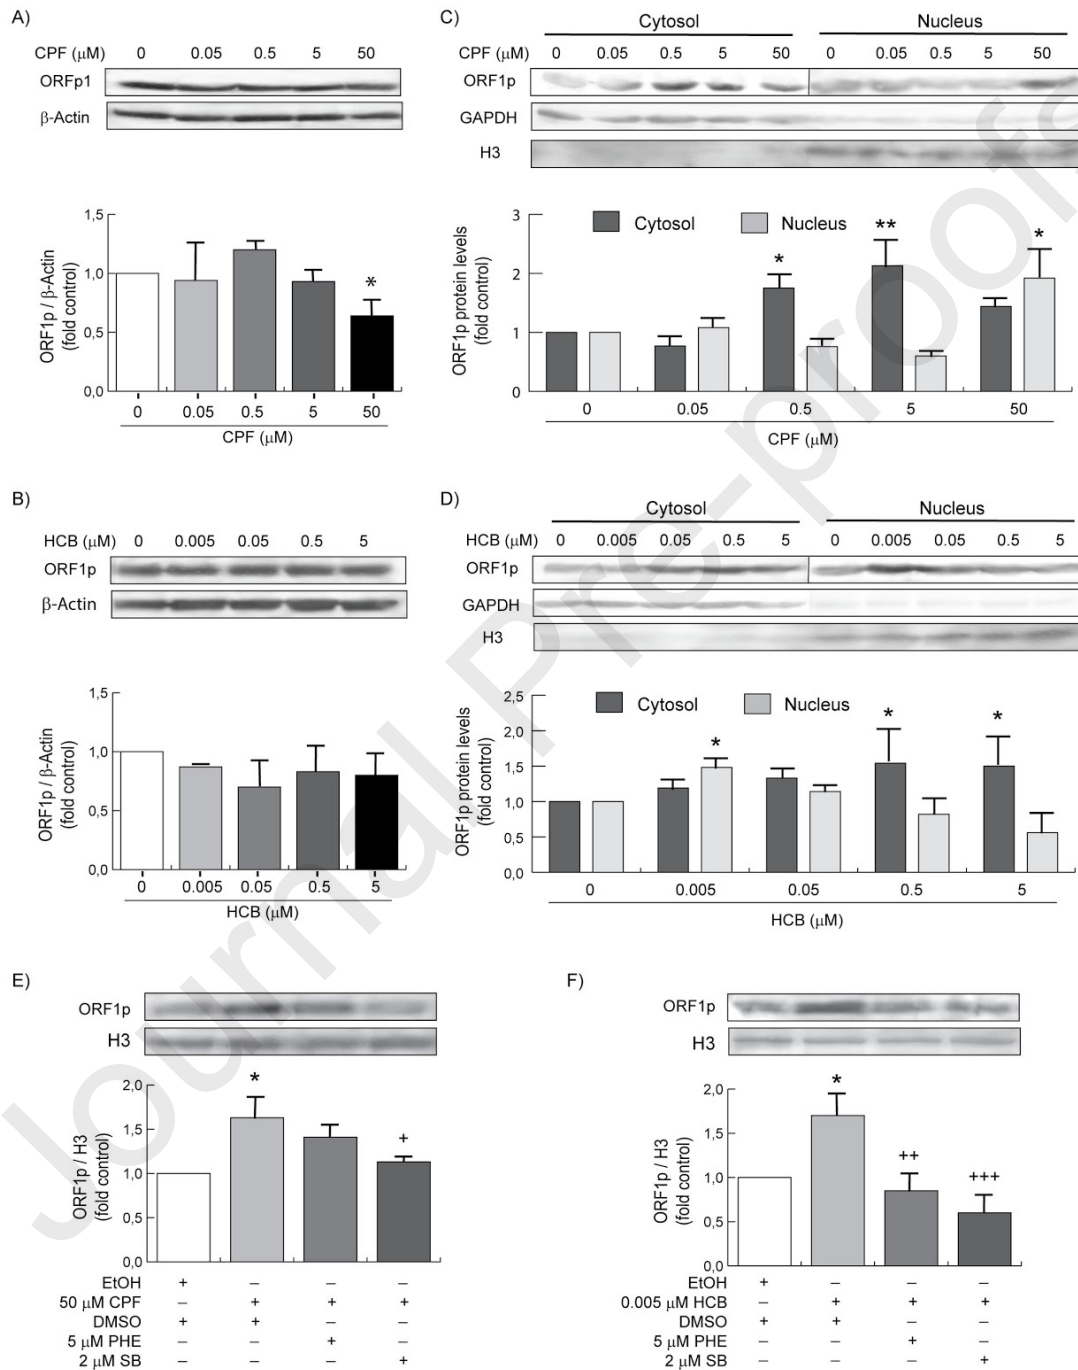 A)
CPF (μM) 0 0.05 0.5 5 50
ORFp1
β-Actin
1,5
1,0
0,5
0,0
ORF1p / β-Actin
(fold control)
*
0 0.05 0.5 5 50
CPF (μM)
C)
Cytosol Nucleus
CPF (μM) 0 0.05 0.5 5 50 0 0.05 0.5 5 50
ORF1p
GAPDH
H3
3
2
1
0
ORF1p protein levels
(fold control)
Cytosol Nucleus
* ** *
0 0.05 0.5 5 50
CPF (μM)
B)
HCB (μM) 0 0.005 0.05 0.5 5
ORF1p
β-Actin
1,5
1,0
0,5
0,0
ORF1p / β-Actin
(fold control)
0 0.005 0.05 0.5 5
HCB (μM)
D)
Cytosol Nucleus
HCB (μM) 0 0.005 0.05 0.5 5 0 0.005 0.05 0.5 5
ORF1p
GAPDH
H3
2,5
2,0
1,5
1,0
0,5
0,0
ORF1p protein levels
(fold control)
Cytosol Nucleus
* * *
0 0.005 0.05 0.5 5
HCB (μM)
E)
ORF1p
H3
2,0
1,5
1,0
0,5
0,0
ORF1p / H3
(fold control)
* +
EtOH + − − −
50 μM CPF − + + +
DMSO + + − −
5 μM PHE − − + −
2 μM SB − − − +
F)
ORF1p
H3
2,0
1,5
1,0
0,5
0,0
ORF1p / H3
(fold control)
* ++ +++
EtOH + − − −
0.005 μM HCB − + + +
DMSO + + − −
5 μM PHE − − + −
2 μM SB − − − +
Journal Pre-proofs